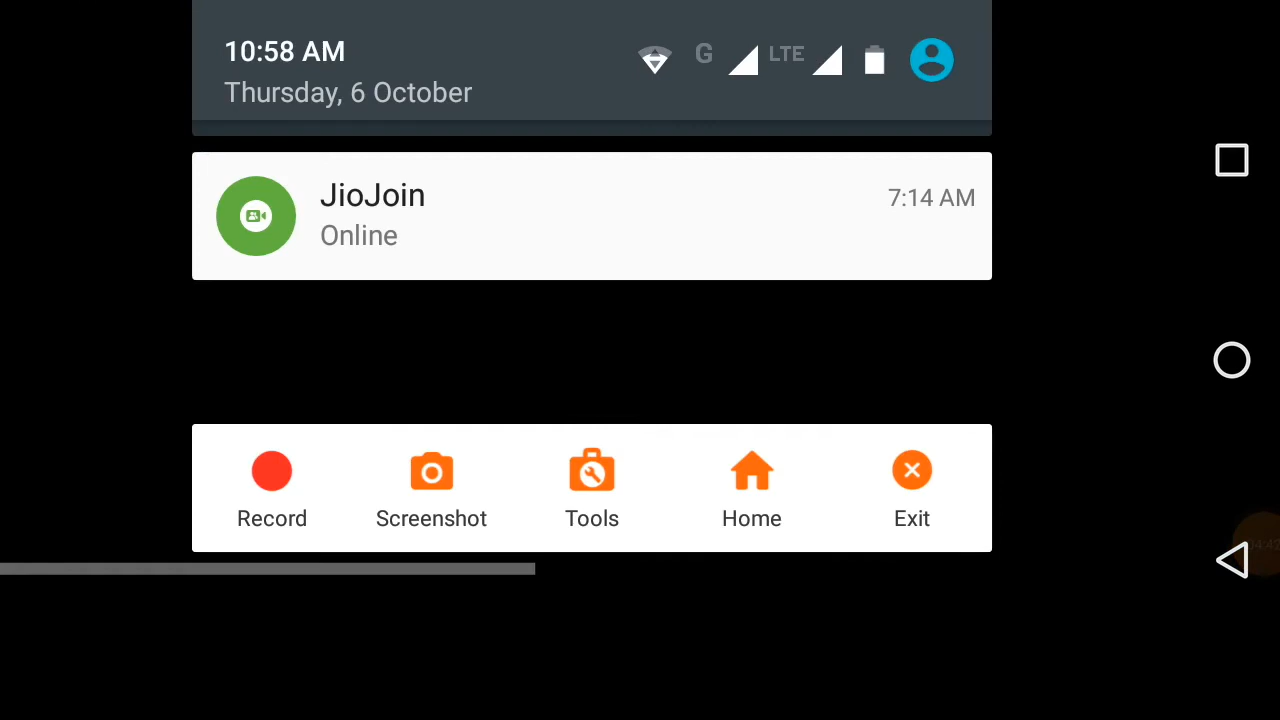 10:58 AM
G LTE
Thursday, 6 October
JioJoin
7:14 AM
Online
Record
Screenshot
Tools
Home
Exit